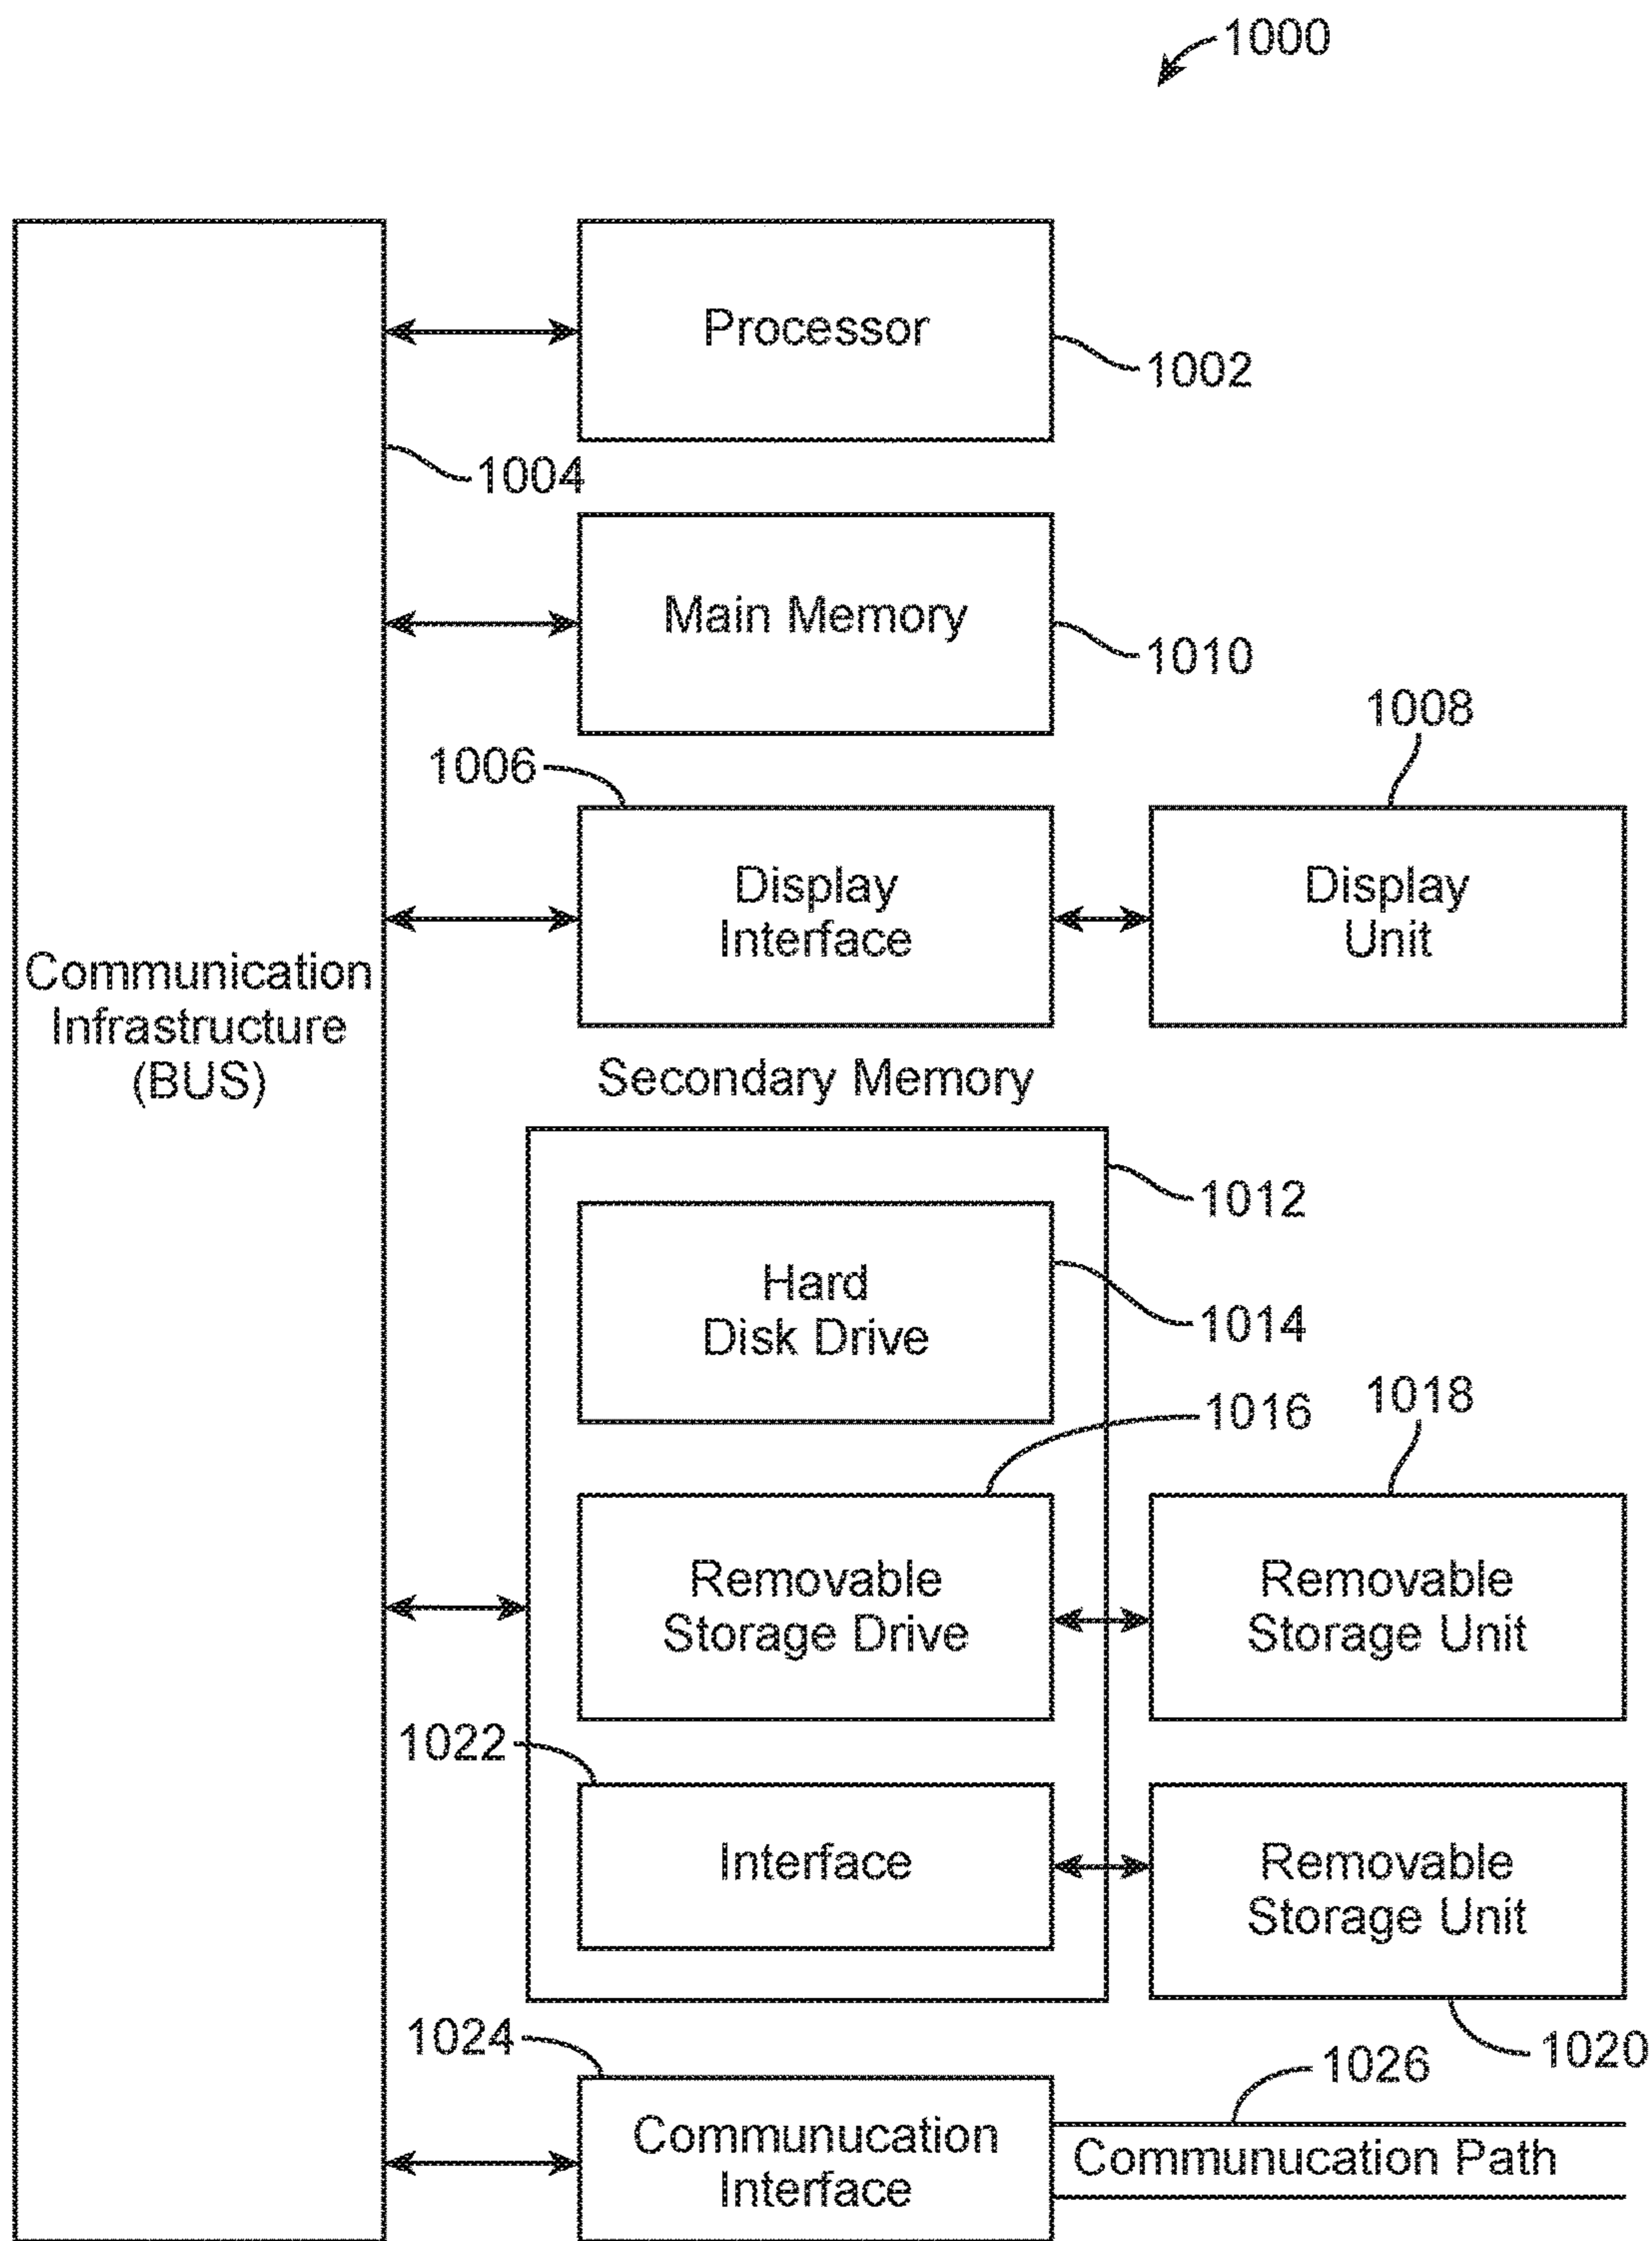 1000
Processor
1002
1004
Main Memory
1010
1008
1006
Display
Interface
Display
Unit
Communication
Infrastructure
(BUS)
Secondary Memory
1012
Hard
Disk Drive
1014
1016
1018
Removable
Storage Drive
Removable
Storage Unit
1022
Interface
Removable
Storage Unit
1020
1024
1026
Communucation
Interface
Communucation Path